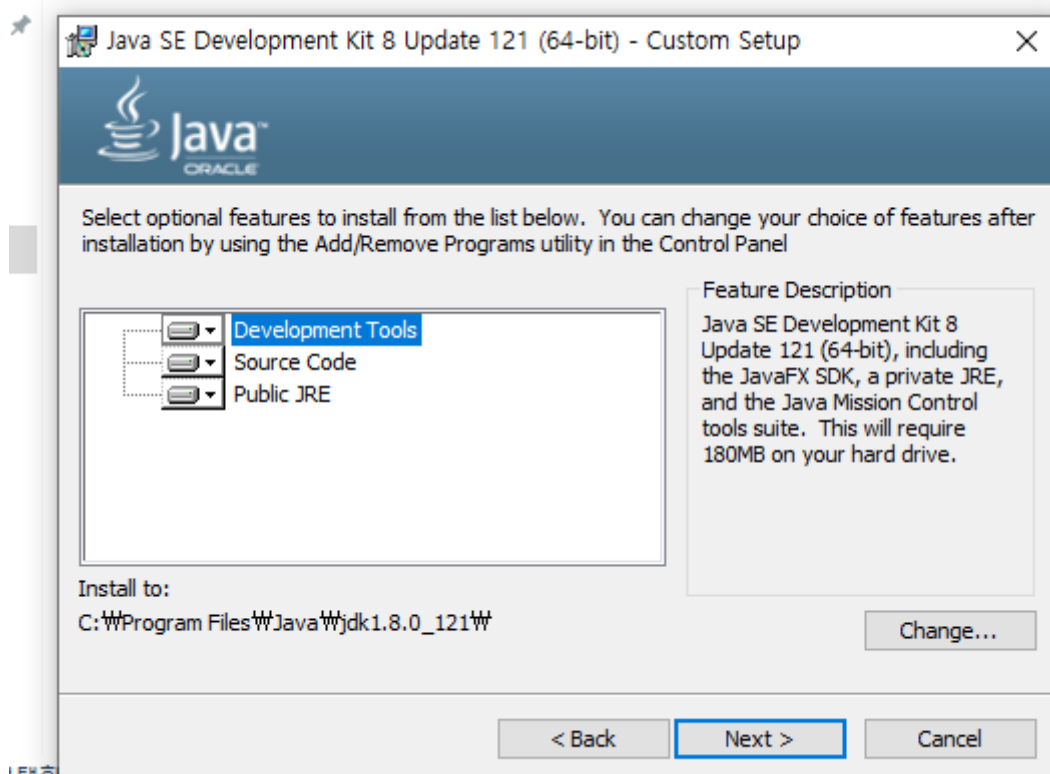 Java SE Development Kit 8 Update 121 (64-bit) - Custom Setup
Java™
ORACLE
Select optional features to install from the list below.  You can change your choice of features after
installation by using the Add/Remove Programs utility in the Control Panel
Development Tools
Source Code
Public JRE
Feature Description
Java SE Development Kit 8
Update 121 (64-bit), including
the JavaFX SDK, a private JRE,
and the Java Mission Control
tools suite.  This will require
180MB on your hard drive.
Install to:
C:₩Program Files₩Java₩jdk1.8.0_121₩
Change...
< Back
Next >
Cancel